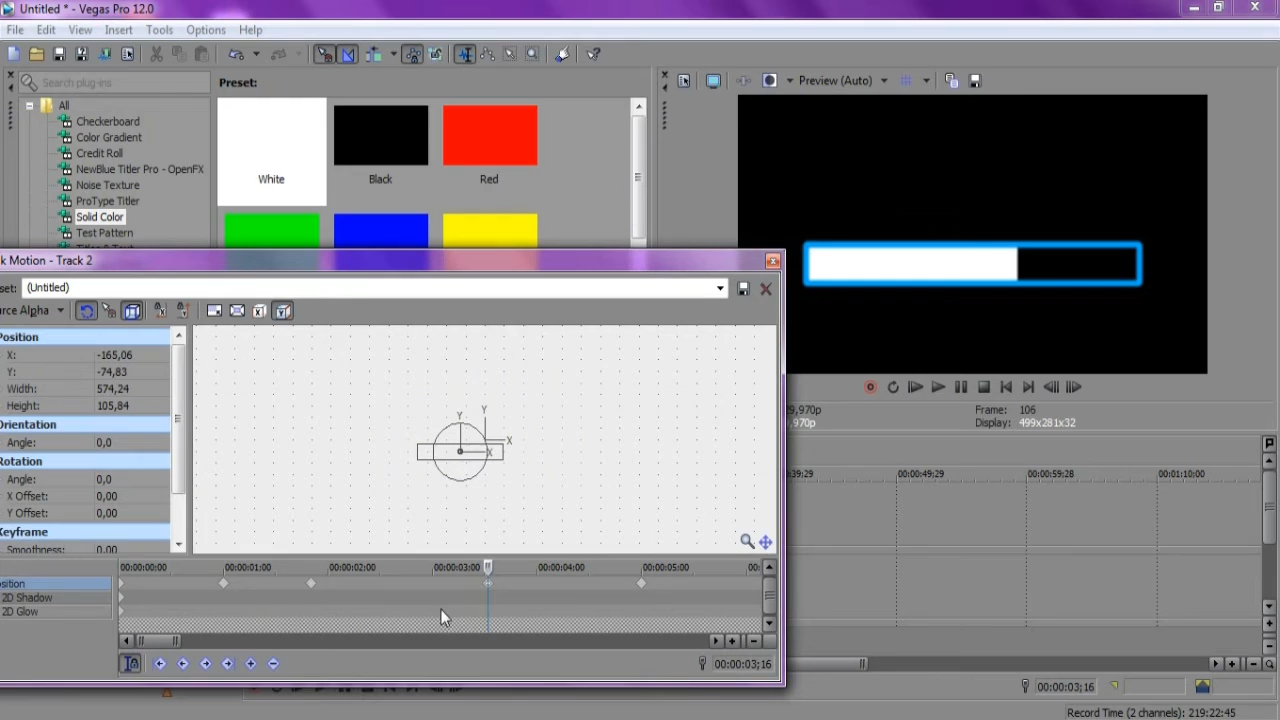 Untitled * - Vegas Pro 12.0
File Edit View Insert Tools Options Help
Search plug-ins
Preset:
Preview (Auto)
All
Checkerboard
Color Gradient
Credit Roll
NewBlue Titler Pro - OpenFX
Noise Texture
ProType Titler
Solid Color
Test Pattern
White
Black
Red
k Motion - Track 2
set: (Untitled)
rce Alpha
Position
X: -165,06
Y: -74,83
Width: 574,24
Height: 105,84
Orientation
Angle: 0,0
Rotation
Angle: 0,0
X Offset: 0,00
Y Offset: 0,00
Keyframe
Smoothness: 0,00
Y
Y
X
X
00:00:00:00 00:00:01:00 00:00:02:00 00:00:03:00 00:00:04:00 00:00:05:00 00:
osition
2D Shadow
2D Glow
00:00:03;16
29,970p
,970p
Frame: 106
Display: 499x281x32
39;29 00:00:49;29 00:00:59;28 00:01:10;00
00:00:03;16
Record Time (2 channels): 219:22:45